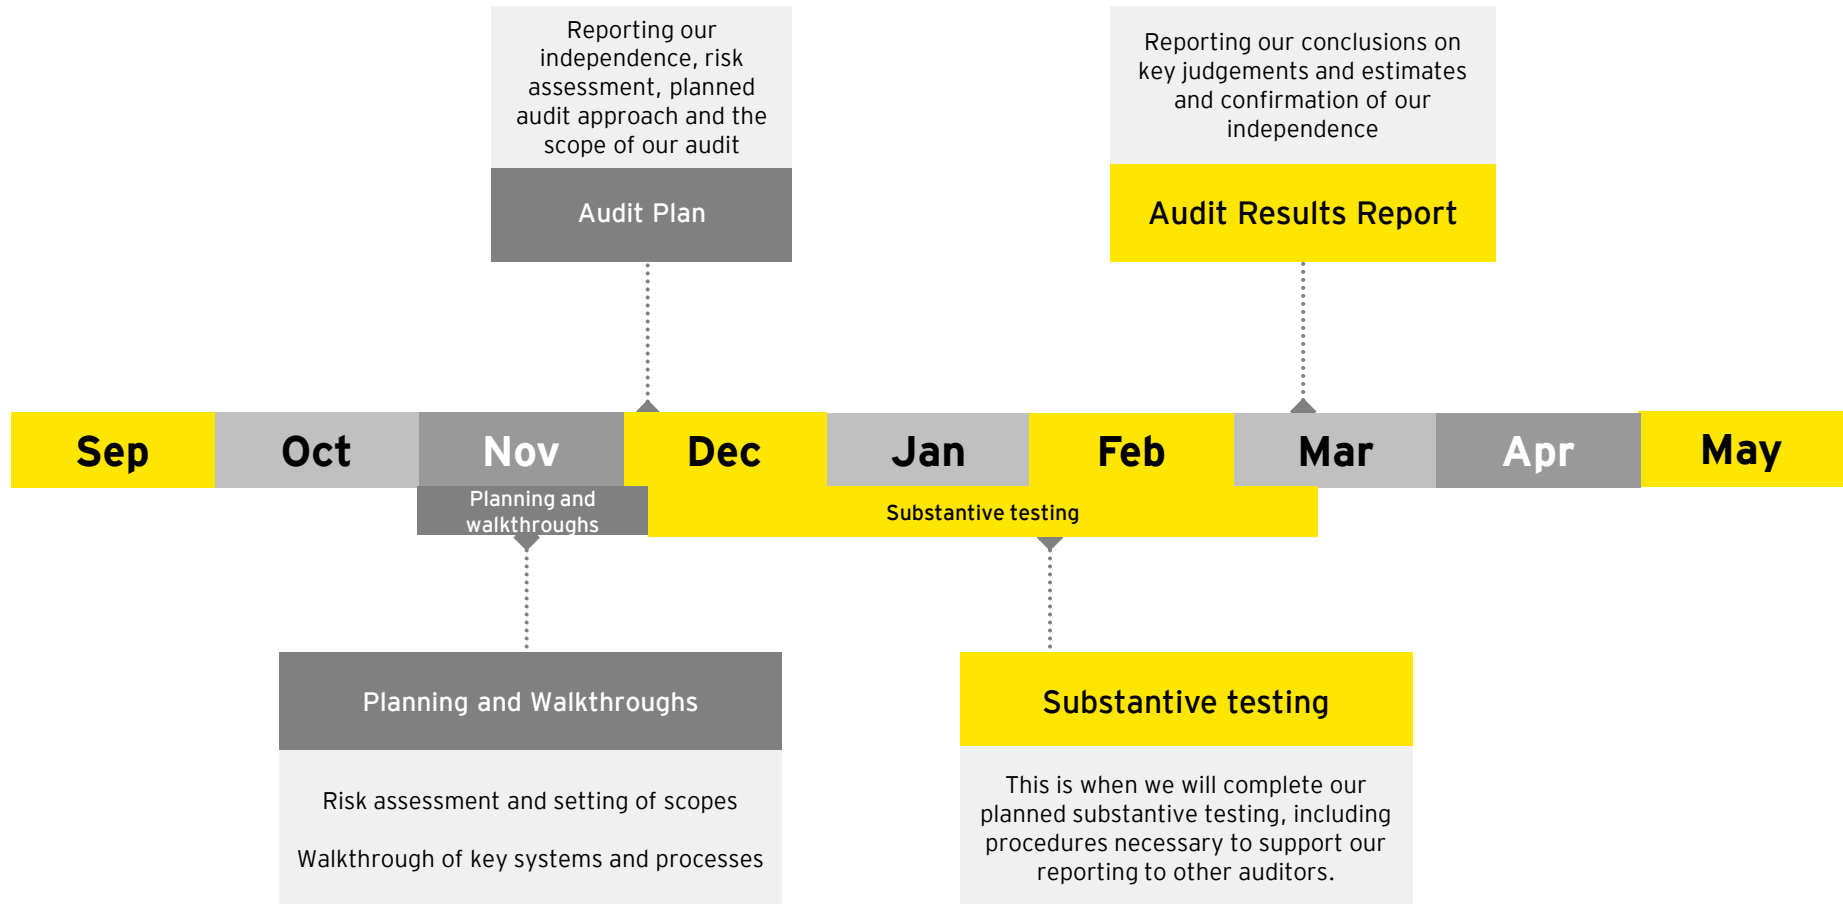 Reporting our
independence, risk
assessment, planned
audit approach and the
scope of our audit
Audit Plan
Reporting our conclusions on
key judgements and estimates
and confirmation of our
independence
Audit Results Report
Sep
Oct
Nov
Dec
Jan
Feb
Mar
Apr
May
Planning and
walkthroughs
Substantive testing
Planning and Walkthroughs
Risk assessment and setting of scopes
Walkthrough of key systems and processes
Substantive testing
This is when we will complete our
planned substantive testing, including
procedures necessary to support our
reporting to other auditors.